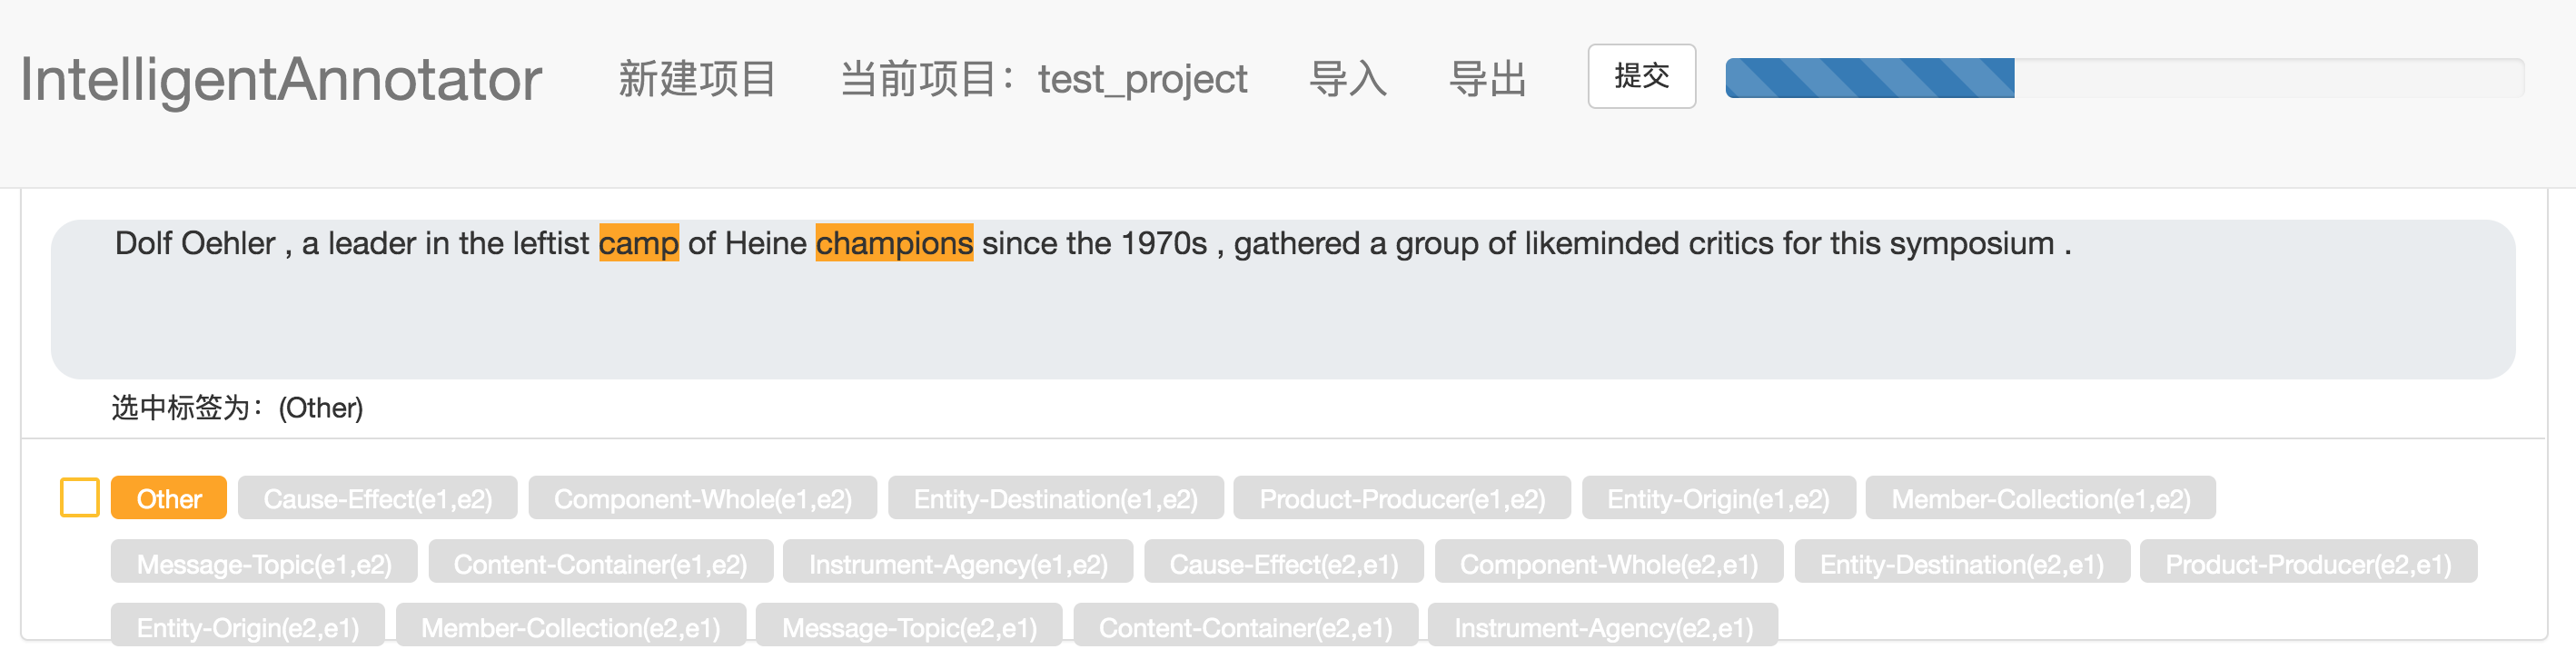 IntelligentAnnotator 新建项目 当前项目：test_project 导入 导出 提交
Dolf Oehler , a leader in the leftist camp of Heine champions since the 1970s , gathered a group of likeminded critics for this symposium .
选中标签为：(Other)
Other Cause-Effect(e1,e2) Component-Whole(e1,e2) Entity-Destination(e1,e2) Product-Producer(e1,e2) Entity-Origin(e1,e2) Member-Collection(e1,e2)
Message-Topic(e1,e2) Content-Container(e1,e2) Instrument-Agency(e1,e2) Cause-Effect(e2,e1) Component-Whole(e2,e1) Entity-Destination(e2,e1) Product-Producer(e2,e1)
Entity-Origin(e2,e1) Member-Collection(e2,e1) Message-Topic(e2,e1) Content-Container(e2,e1) Instrument-Agency(e2,e1)